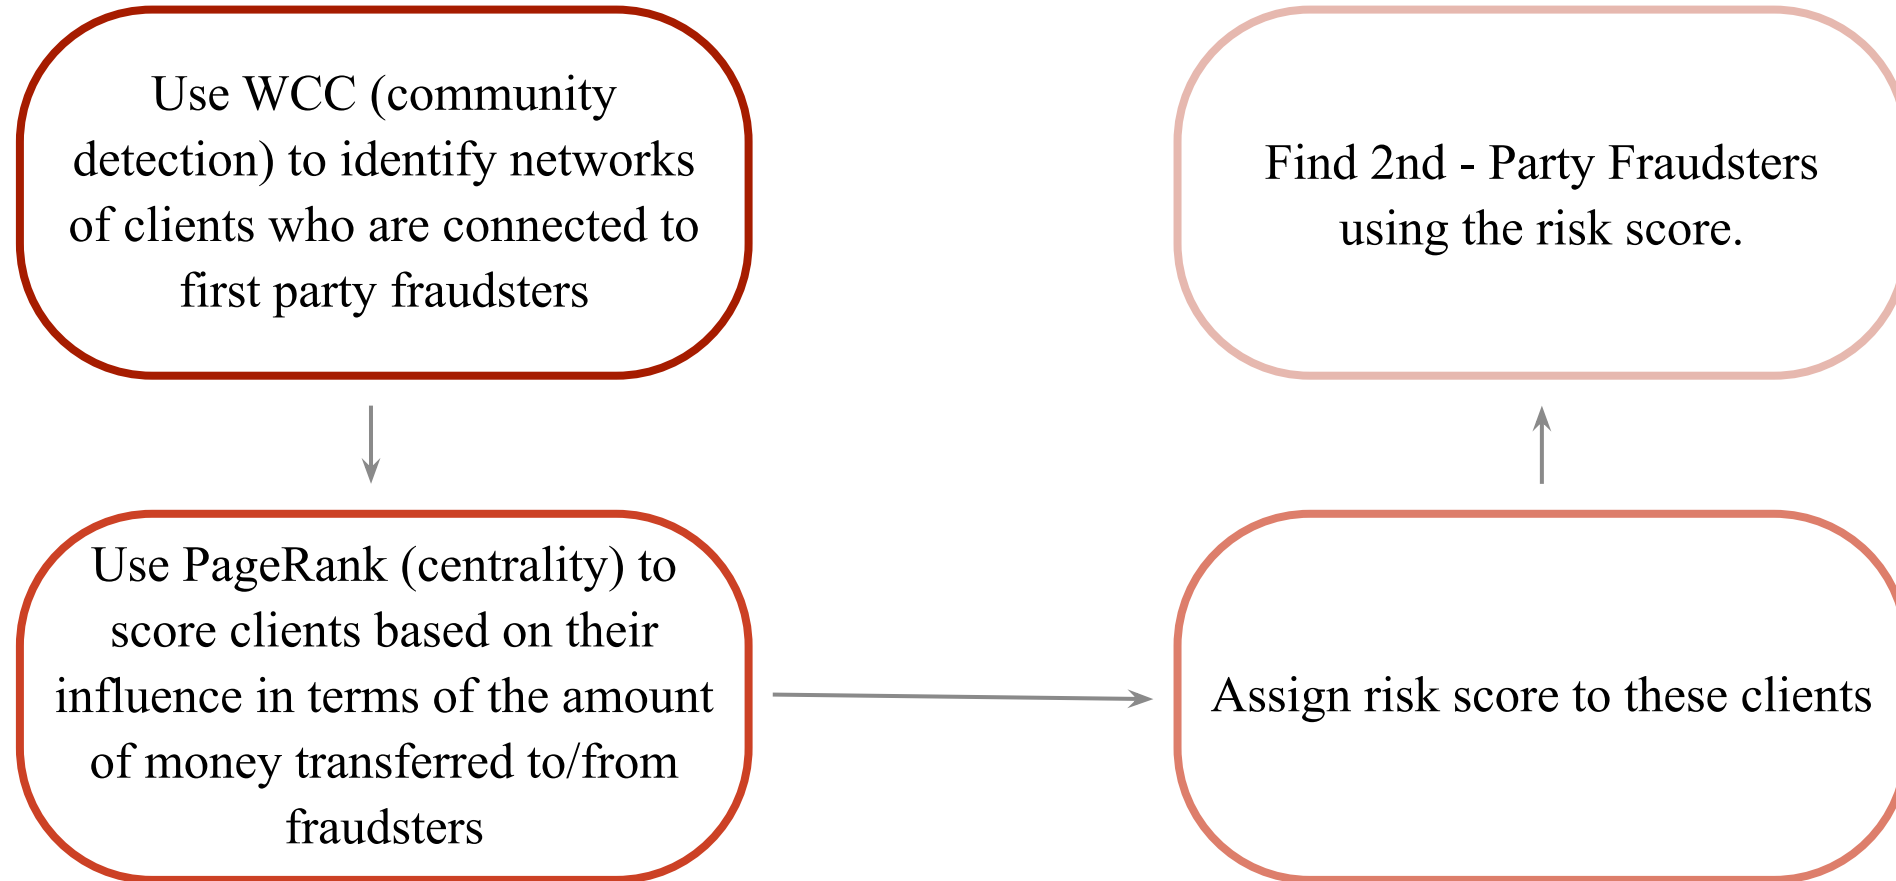 Use WCC (community
detection) to identify networks
of clients who are connected to
first party fraudsters
Use PageRank (centrality) to
score clients based on their
influence in terms of the amount
of money transferred to/from
fraudsters
Assign risk score to these clients
Find 2nd - Party Fraudsters
using the risk score.